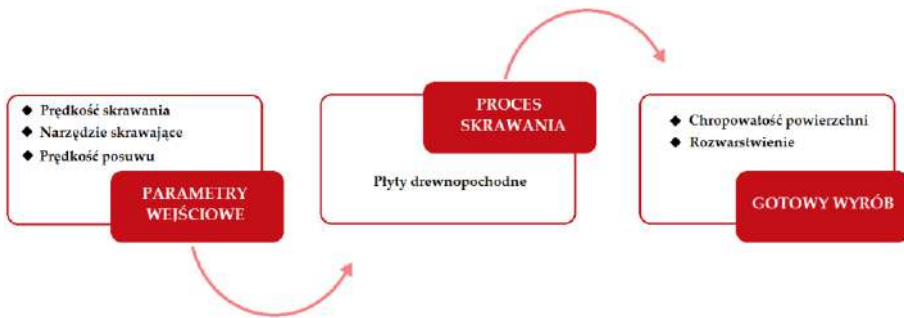 ◆ Prędkość skrawania
◆ Narzędzie skrawające
◆ Prędkość posuwu
PARAMETRY
WEJŚCIOWE
PROCES
SKRAWANIA
Płyty drewnopochodne
◆ Chropowatość powierzchni
◆ Rozwarstwienie
GOTOWY WYRÓB